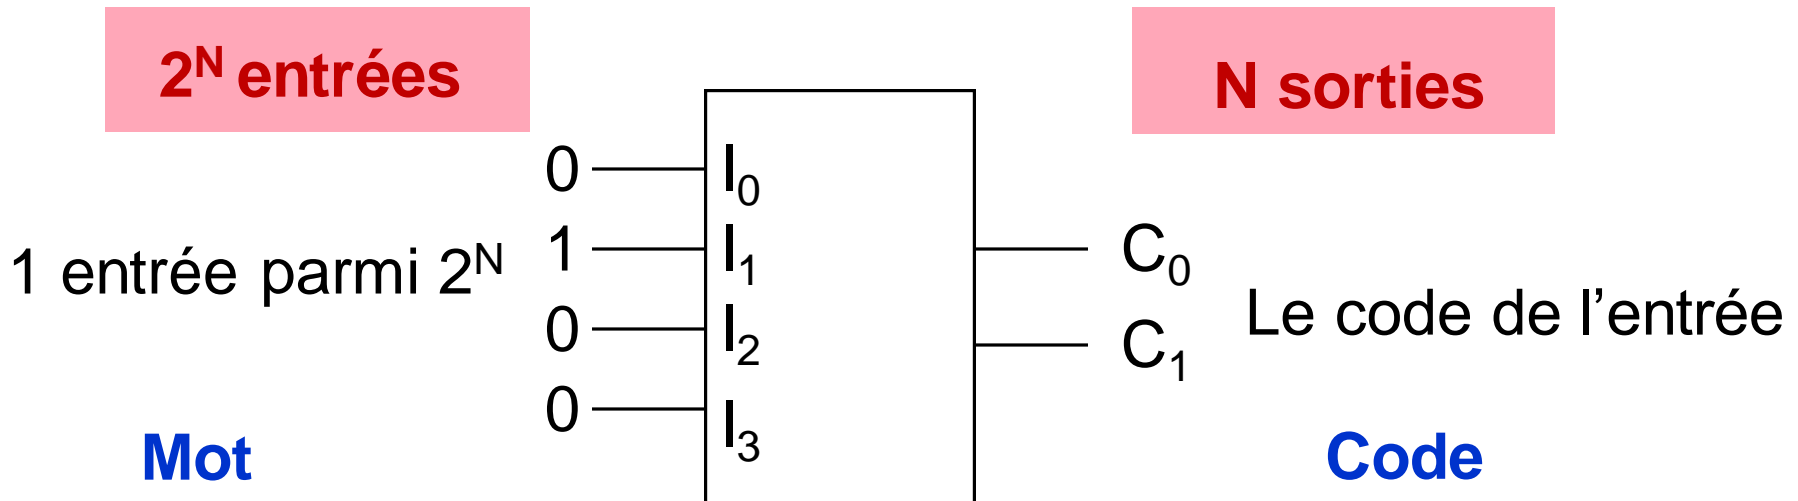 2ᴺ entrées
N sorties
0 I₀
1 entrée parmi 2ᴺ 1 I₁ C₀
0 I₂ C₁ Le code de l’entrée
0 I₃
Mot Code